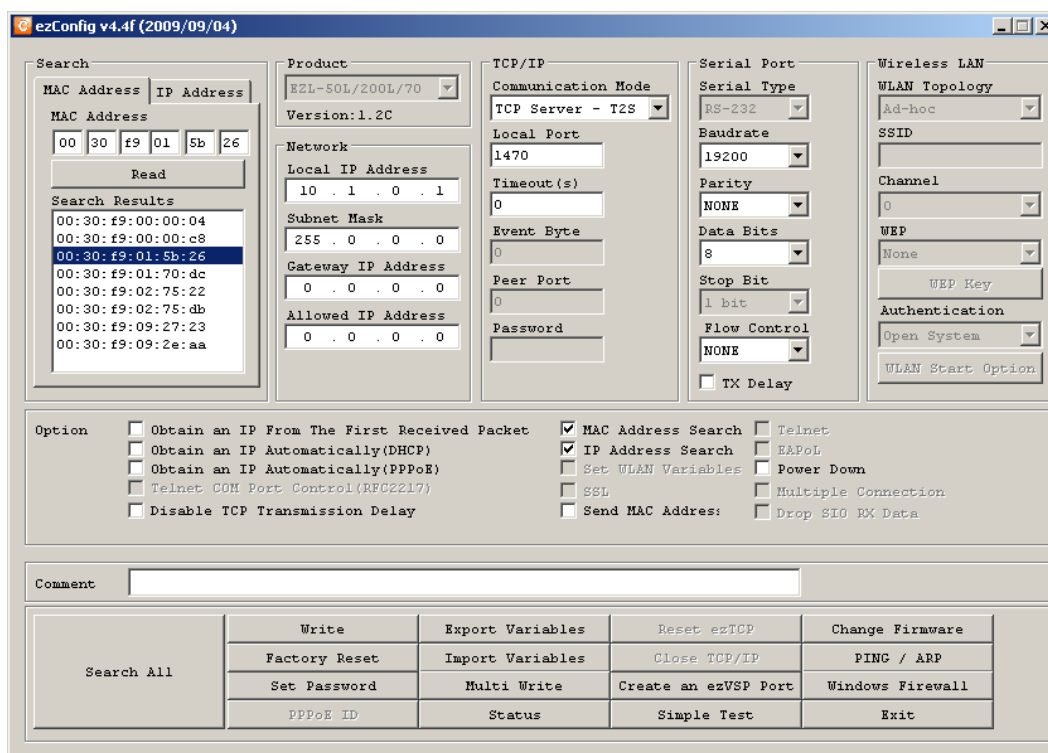 ezConfig v4.4f (2009/09/04)
Search
MAC Address IP Address
MAC Address
00 30 f9 01 5b 26
Read
Search Results
00:30:f9:00:00:04
00:30:f9:00:00:c8
00:30:f9:01:5b:26
00:30:f9:01:70:dc
00:30:f9:02:75:22
00:30:f9:02:75:db
00:30:f9:09:27:23
00:30:f9:09:2e:aa
Product
EZL-50L/200L/70
Version:1.2C
Network
Local IP Address
10 . 1 . 0 . 1
Subnet Mask
255 . 0 . 0 . 0
Gateway IP Address
0 . 0 . 0 . 0
Allowed IP Address
0 . 0 . 0 . 0
TCP/IP
Communication Mode
TCP Server - T2S
Local Port
1470
Timeout(s)
0
Event Byte
0
Peer Port
0
Password
Serial Port
Serial Type
RS-232
Baudrate
19200
Parity
NONE
Data Bits
8
Stop Bit
1 bit
Flow Control
NONE
TX Delay
Wireless LAN
WLAN Topology
Ad-hoc
SSID
Channel
0
WEP
None
WEP Key
Authentication
Open System
WLAN Start Option
Option
Obtain an IP From The First Received Packet
Obtain an IP Automatically(DHCP)
Obtain an IP Automatically(PPPoE)
Telnet COM Port Control(RFC2217)
Disable TCP Transmission Delay
MAC Address Search
IP Address Search
Set WLAN Variables
SSL
Send MAC Address
Telnet
EAPoL
Power Down
Multiple Connection
Drop SIO RX Data
Comment
Search All
Write Export Variables Reset ezTCP Change Firmware
Factory Reset Import Variables Close TCP/IP PING / ARP
Set Password Multi Write Create an ezVSP Port Windows Firewall
PPPoE ID Status Simple Test Exit